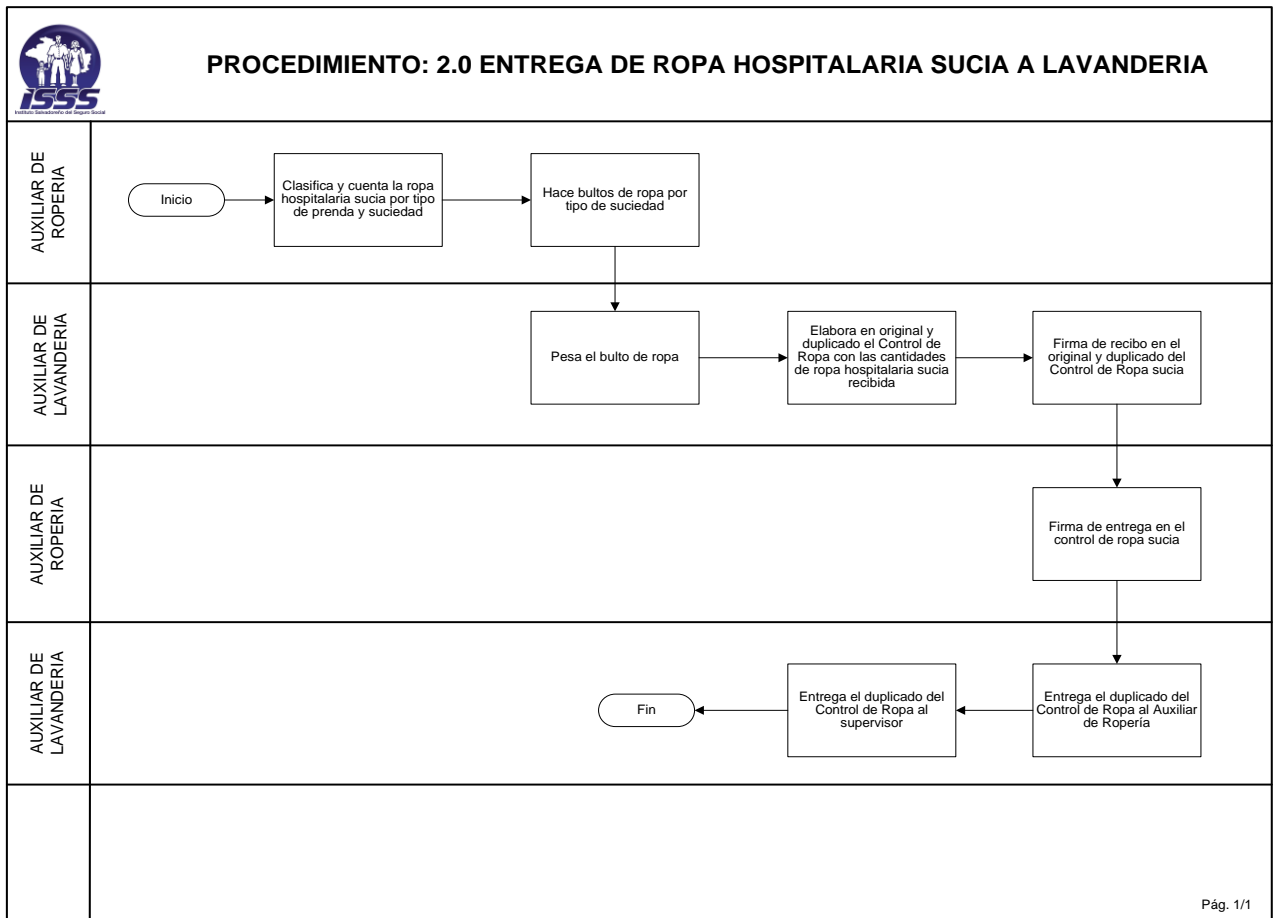 ISSS
Instituto Salvadoreño del Seguro Social
PROCEDIMIENTO: 2.0 ENTREGA DE ROPA HOSPITALARIA SUCIA A LAVANDERIA
AUXILIAR DE
ROPERIA
Inicio
Clasifica y cuenta la ropa
hospitalaria sucia por tipo
de prenda y suciedad
Hace bultos de ropa por
tipo de suciedad
AUXILIAR DE
LAVANDERIA
Pesa el bulto de ropa
Elabora en original y
duplicado el Control de
Ropa con las cantidades
de ropa hospitalaria sucia
recibida
Firma de recibo en el
original y duplicado del
Control de Ropa sucia
AUXILIAR DE
ROPERIA
Firma de entrega en el
control de ropa sucia
AUXILIAR DE
LAVANDERIA
Fin
Entrega el duplicado del
Control de Ropa al
supervisor
Entrega el duplicado del
Control de Ropa al Auxiliar
de Ropería
Pág. 1/1